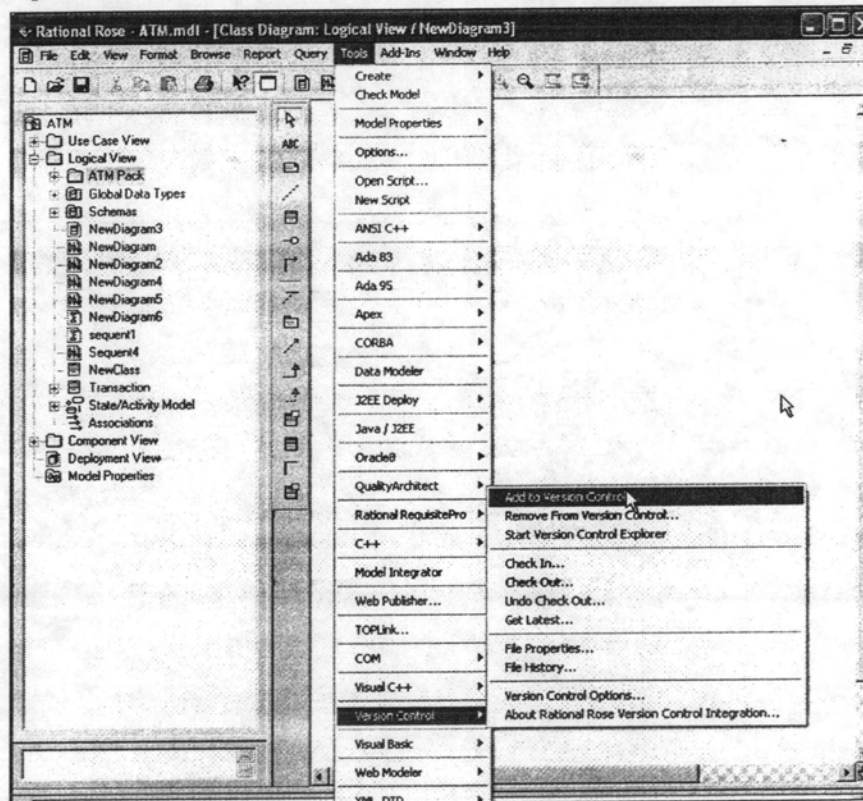 Rational Rose - ATM.mdl - [Class Diagram: Logical View / NewDiagram3]
File Edit View Format Browse Report Query Tools Add-Ins Window Help
ATM
Use Case View
Logical View
ATM Pack
Global Data Types
Schemas
NewDiagram3
NewDiagram
NewDiagram2
NewDiagram4
NewDiagram5
NewDiagram6
sequent1
Sequent4
NewClass
Transaction
State/Activity Model
Associations
Component View
Deployment View
Model Properties
ABC
Create
Check Model
Model Properties
Options...
Open Script...
New Script
ANSI C++
Ada 83
Ada 95
Apex
CORBA
Data Modeler
J2EE Deploy
Java / J2EE
Oracle8
QualityArchitect
Rational RequisitePro
C++
Model Integrator
Web Publisher...
TOPLink...
COM
Visual C++
Version Control
Visual Basic
Web Modeler
XML DTD
Add to Version Control
Remove From Version Control...
Start Version Control Explorer
Check In...
Check Out...
Undo Check Out...
Get Latest...
File Properties...
File History...
Version Control Options...
About Rational Rose Version Control Integration...